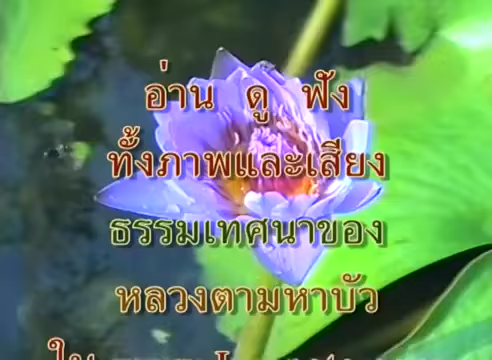 อ่าน ดู ฟัง
ทั้งภาพและเสียง
ธรรมเทศนาของ
หลวงตามหาบัว